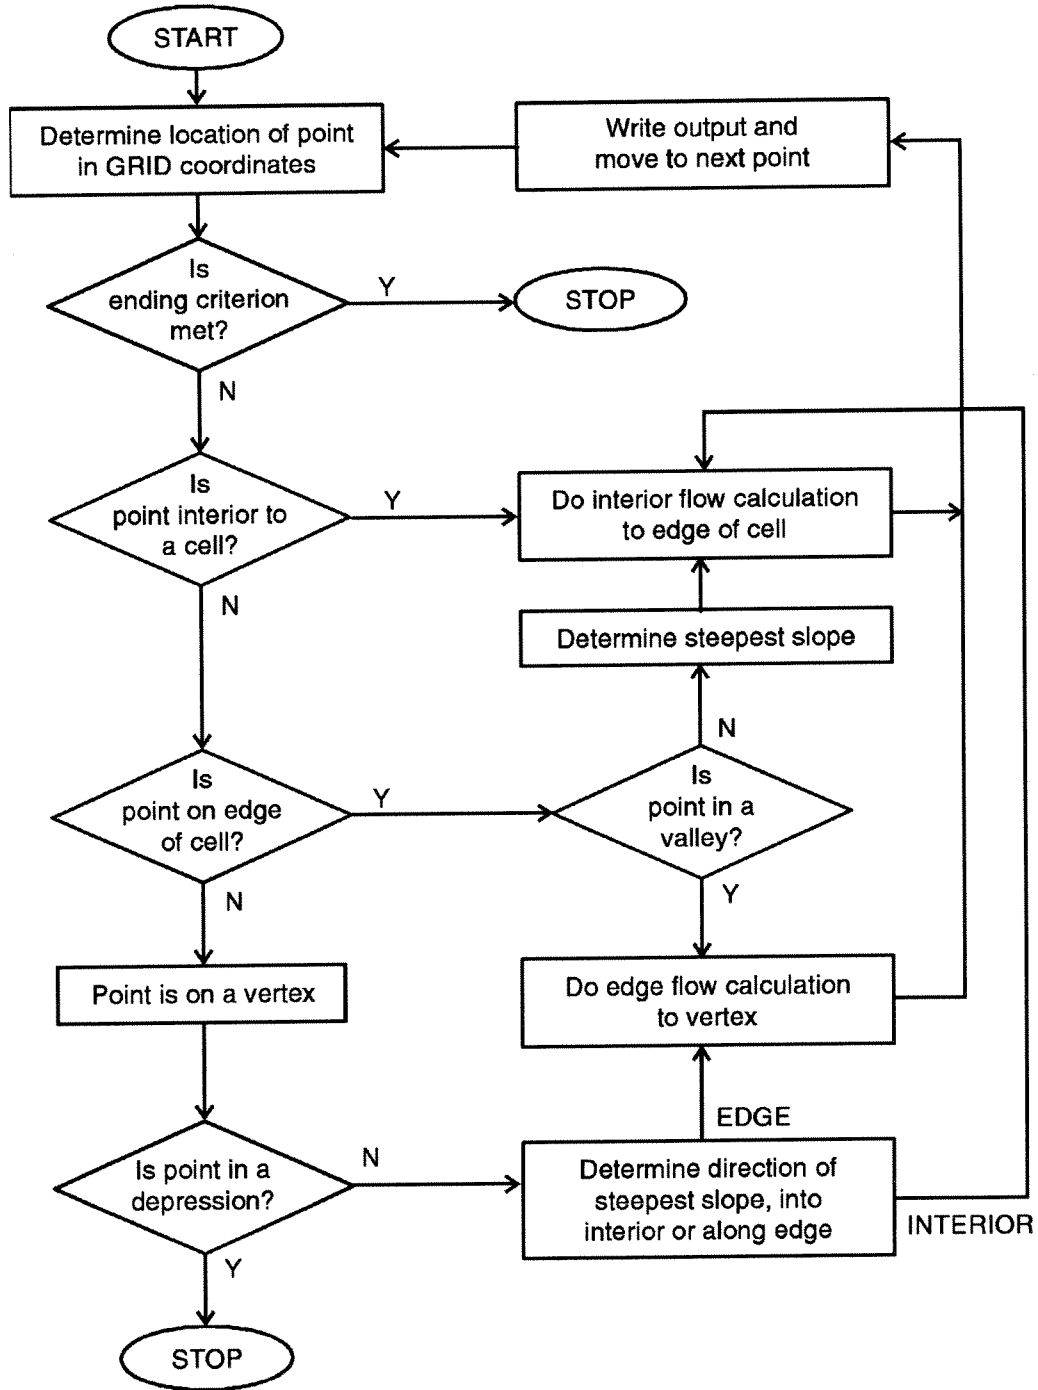 START
Determine location of point
in GRID coordinates
Write output and
move to next point
Is
ending criterion
met?
Y
STOP
N
Is
point interior to
a cell?
Y
Do interior flow calculation
to edge of cell
N
Determine steepest slope
N
Is
point on edge
of cell?
Y
Is
point in a
valley?
N
Y
Point is on a vertex
Do edge flow calculation
to vertex
EDGE
Is point in a
depression?
N
Determine direction of
steepest slope, into
interior or along edge
INTERIOR
Y
STOP